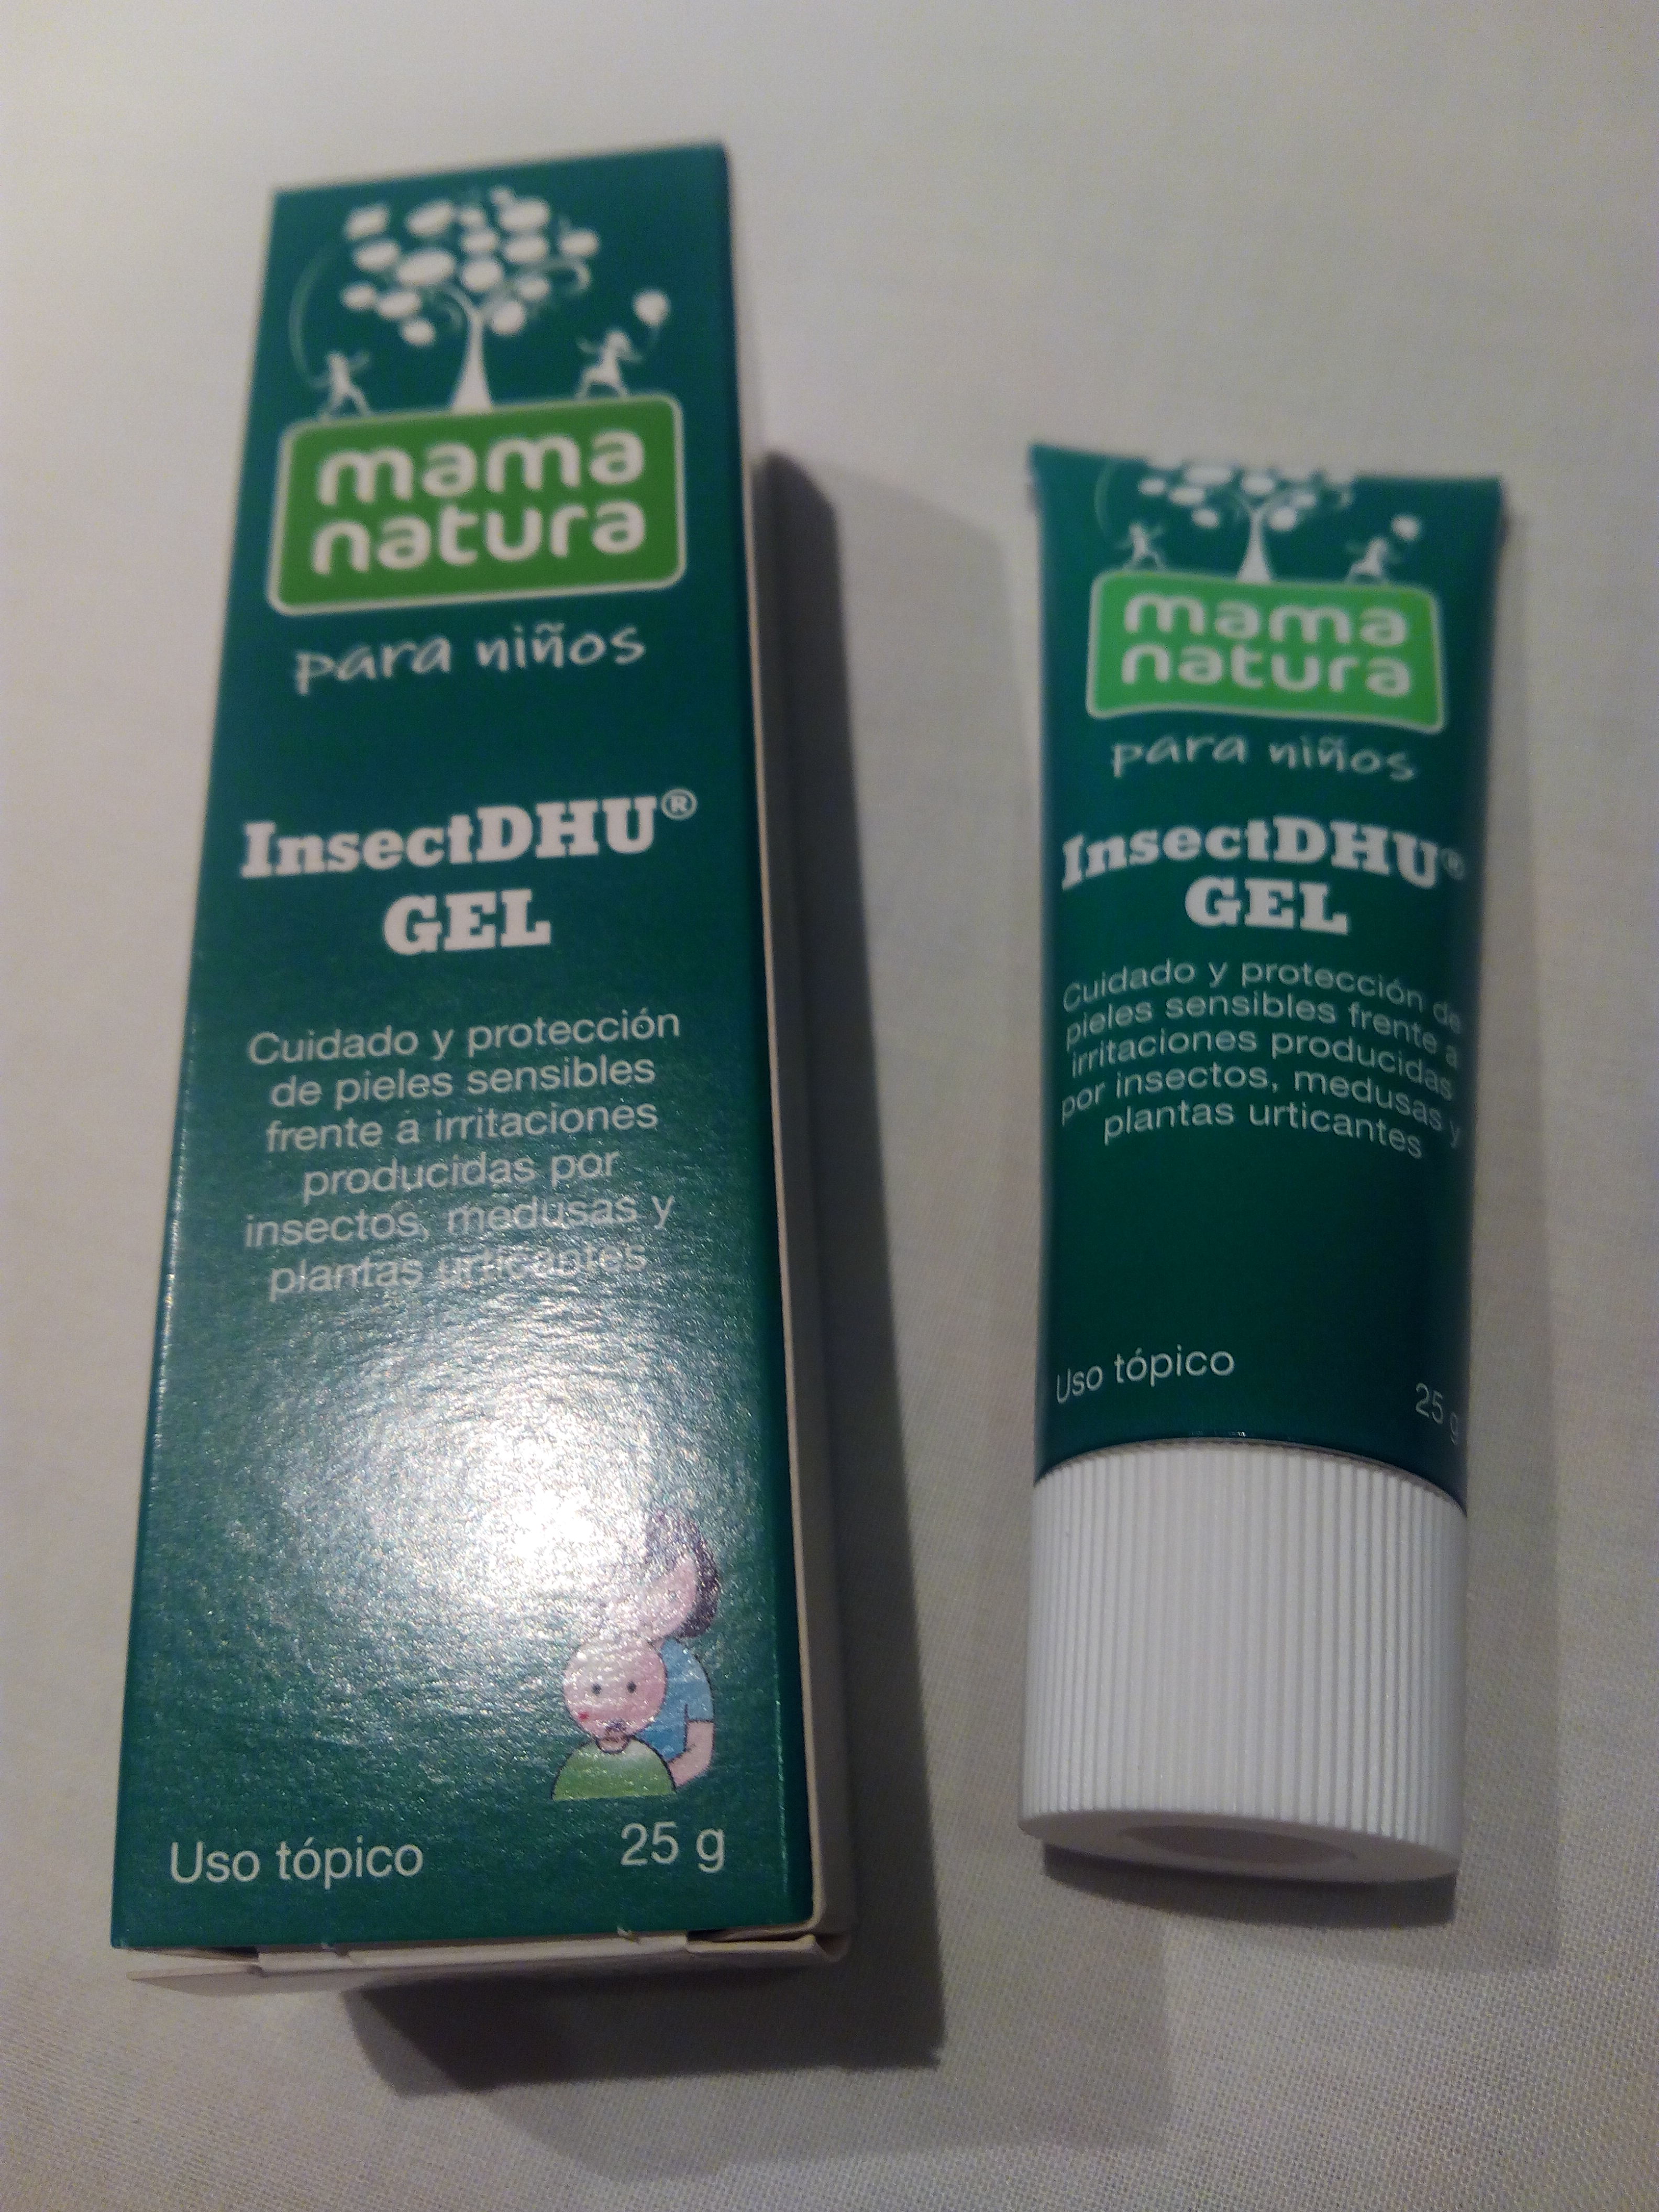 mama
natura
para niños
InsectDHU®
GEL
Cuidado y protección
de pieles sensibles
frente a irritaciones
producidas por
insectos, medusas y
plantas urticantes
Uso tópico
25 g
mama
natura
para niños
InsectDHU®
GEL
Cuidado y protección de
pieles sensibles frente a
irritaciones producidas
por insectos, medusas y
plantas urticantes
Uso tópico
25 g